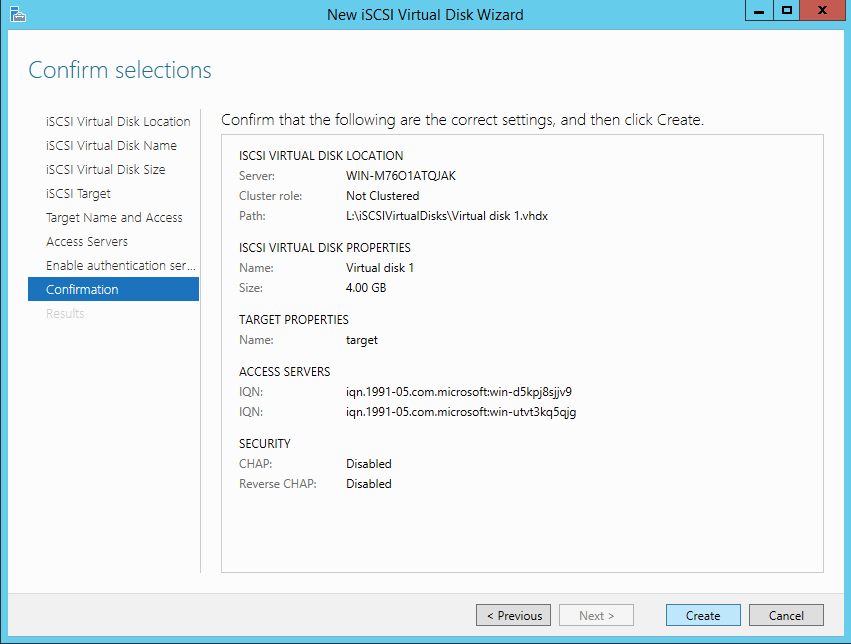 New iSCSI Virtual Disk Wizard
Confirm selections
iSCSI Virtual Disk Location
iSCSI Virtual Disk Name
iSCSI Virtual Disk Size
iSCSI Target
Target Name and Access
Access Servers
Enable authentication ser...
Confirmation
Results
Confirm that the following are the correct settings, and then click Create.
ISCSI VIRTUAL DISK LOCATION
Server: WIN-M76O1ATQJAK
Cluster role: Not Clustered
Path: L:\iSCSIVirtualDisks\Virtual disk 1.vhdx
ISCSI VIRTUAL DISK PROPERTIES
Name: Virtual disk 1
Size: 4.00 GB
TARGET PROPERTIES
Name: target
ACCESS SERVERS
IQN: iqn.1991-05.com.microsoft:win-d5kpj8sjjv9
IQN: iqn.1991-05.com.microsoft:win-utvt3kq5qjg
SECURITY
CHAP: Disabled
Reverse CHAP: Disabled
< Previous Next > Create Cancel